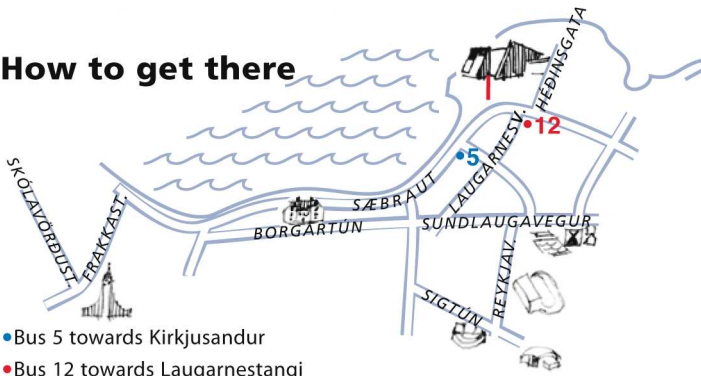 How to get there
HÉÐINSGATA
12
5
LAUGARNESV.
SKÓLAVÖRÐUST.
FRAKKAST.
SÆBRAUT
BORGARTÚN
SUNDLAUGAVEGUR
REYKJAV.
SIGTÚN
•Bus 5 towards Kirkjusandur
•Bus 12 towards Laugarnestangi